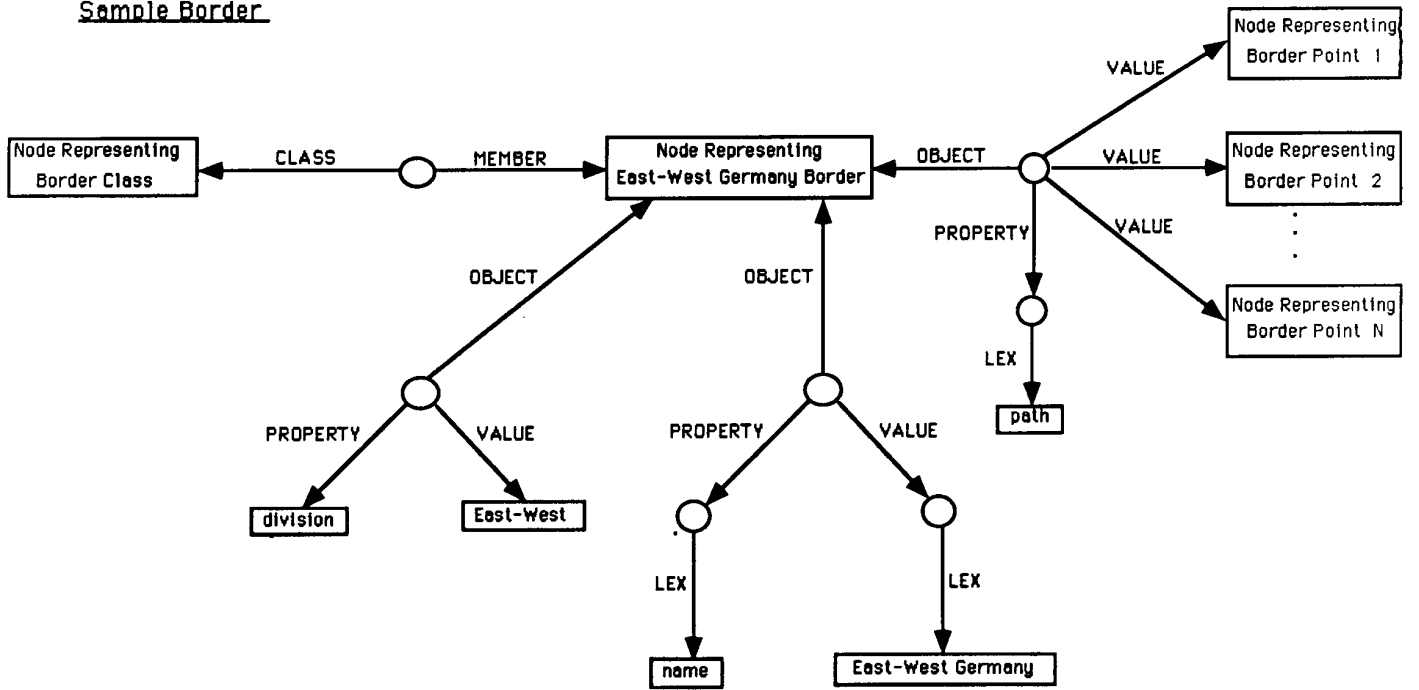 Sample Border
Node Representing
Border Point 1
VALUE
Node Representing
Border Class
CLASS
MEMBER
Node Representing
East-West Germany Border
OBJECT
VALUE
Node Representing
Border Point 2
PROPERTY
VALUE
OBJECT
OBJECT
Node Representing
Border Point N
LEX
path
PROPERTY
VALUE
PROPERTY
VALUE
division
East-West
LEX
LEX
name
East-West Germany